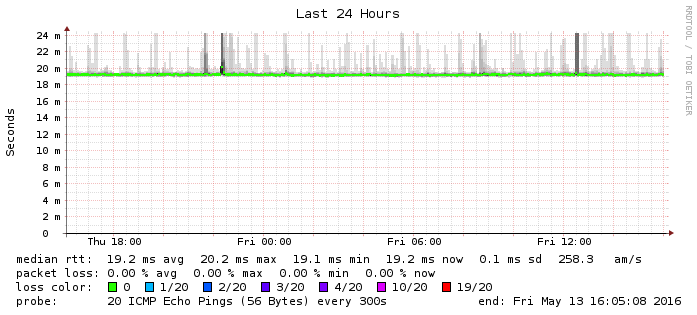 Last 24 Hours
RRDTOOL / TOBI OETIKER
Seconds
24 m
22 m
20 m
18 m
16 m
14 m
12 m
10 m
8 m
6 m
4 m
2 m
0
Thu 18:00 Fri 00:00 Fri 06:00 Fri 12:00
median rtt: 19.2 ms avg 20.2 ms max 19.1 ms min 19.2 ms now 0.1 ms sd 258.3 am/s
packet loss: 0.00 % avg 0.00 % max 0.00 % min 0.00 % now
loss color: 0 1/20 2/20 3/20 4/20 10/20 19/20
probe: 20 ICMP Echo Pings (56 Bytes) every 300s end: Fri May 13 16:05:08 2016